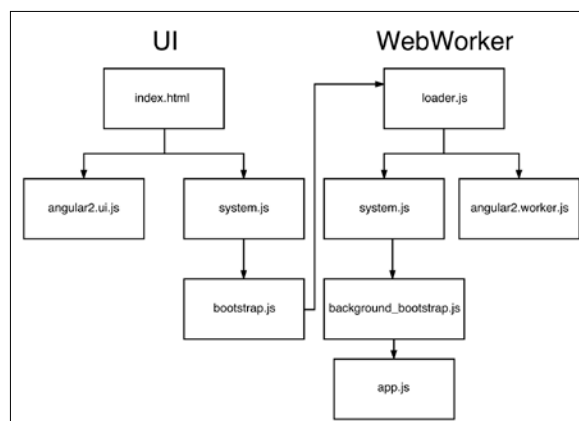 UI
WebWorker
index.html
loader.js
angular2.ui.js
system.js
system.js
angular2.worker.js
bootstrap.js
background_bootstrap.js
app.js